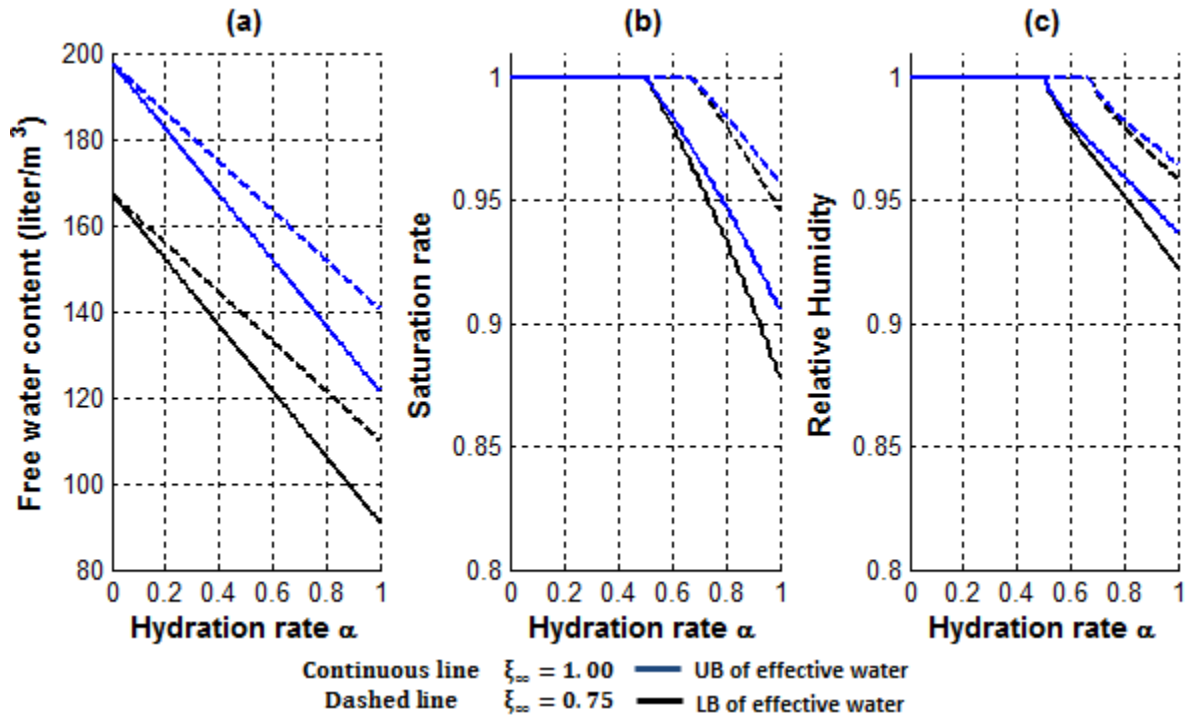 (a)
Free water content (liter/m³)
200
180
160
140
120
100
80
0 0.2 0.4 0.6 0.8 1
Hydration rate α
(b)
Saturation rate
1
0.95
0.9
0.85
0.8
0 0.2 0.4 0.6 0.8 1
Hydration rate α
(c)
Relative Humidity
1
0.95
0.9
0.85
0.8
0 0.2 0.4 0.6 0.8 1
Hydration rate α
Continuous line ξ∞ = 1.00 UB of effective water
Dashed line ξ∞ = 0.75 LB of effective water